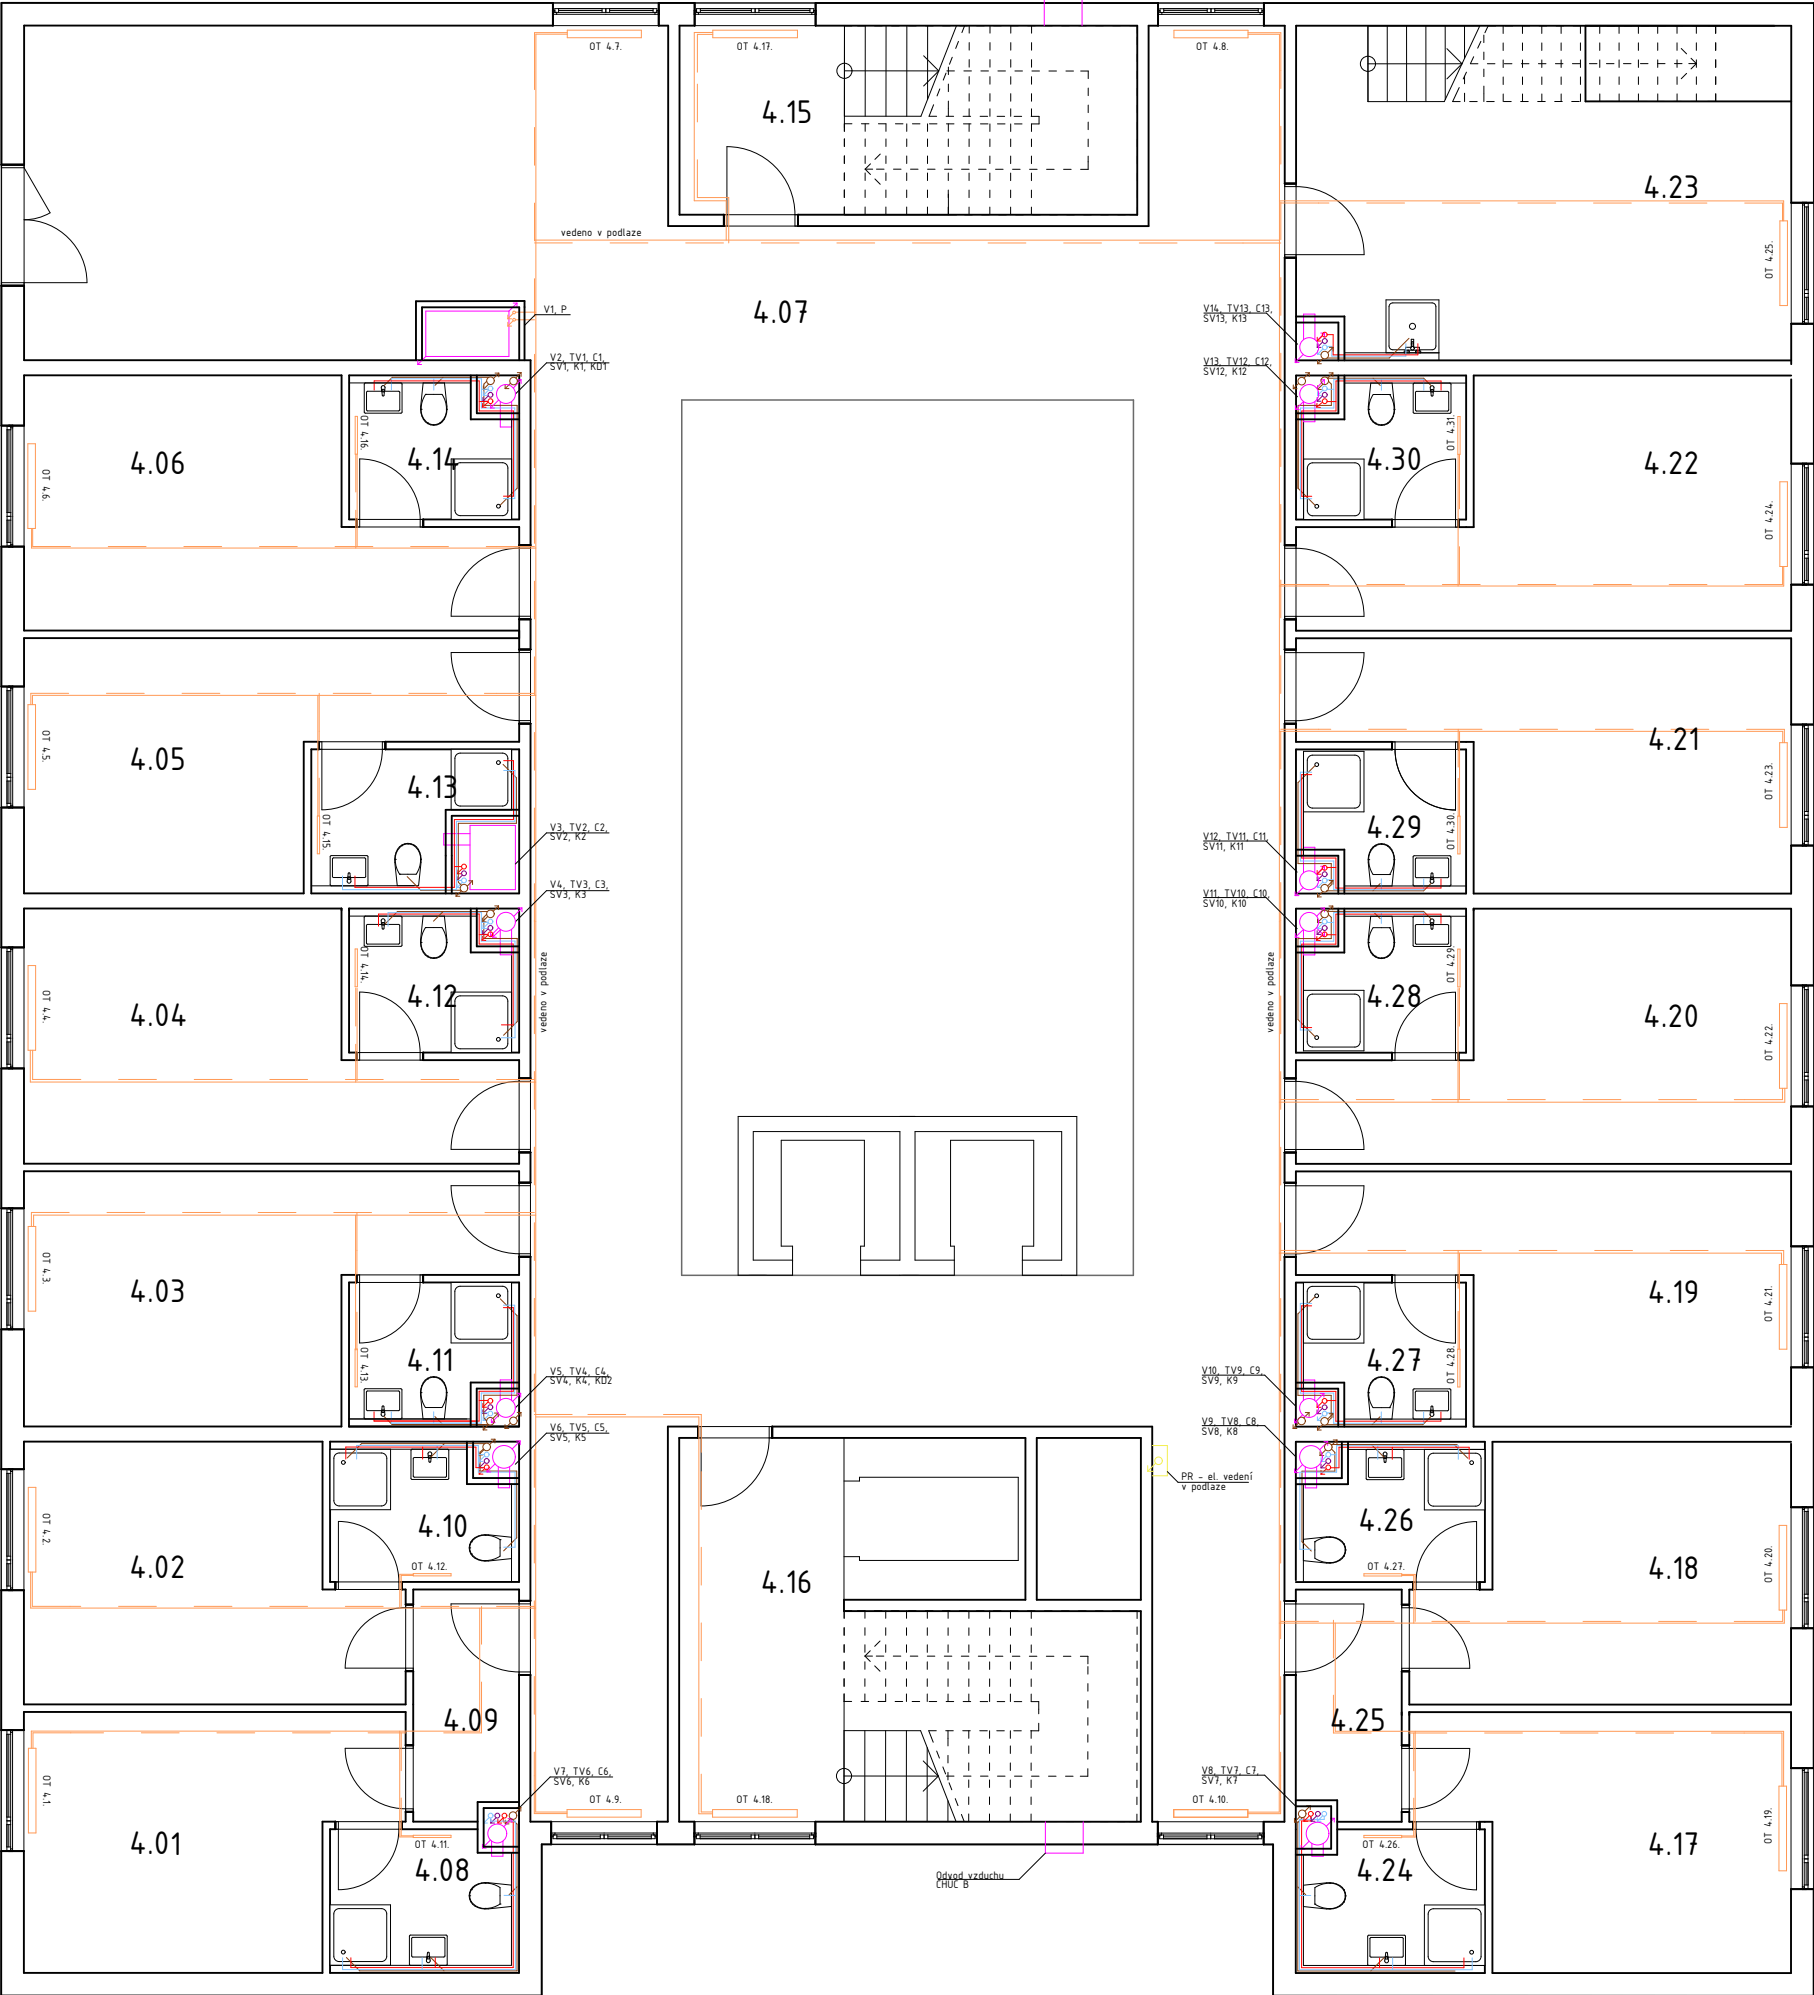 OT 4.7.
OT 4.17.
OT 4.8.
4.15
4.23
vedeno v podlaze
OT 4.25.
4.07
V1, P
V14, TV13, C13,
SV13, K13
V2, TV1, C1,
SV1, K1, KD1
V13, TV12, C12,
SV12, K12
OT 4.16.
OT 4.31.
4.06
4.14
4.30
4.22
OT 4.6.
OT 4.24.
4.05
OT 4.5.
4.13
4.21
OT 4.23.
OT 4.15.
V3, TV2, C2,
SV2, K2
V12, TV11, C11,
SV11, K11
4.29
OT 4.30.
V4, TV3, C3,
SV3, K3
V11, TV10, C10,
SV10, K10
OT 4.14.
OT 4.29.
4.04
OT 4.4.
4.12
vedeno v podlaze
vedeno v podlaze
4.28
4.20
OT 4.22.
4.03
OT 4.3.
4.19
OT 4.21.
4.11
OT 4.13.
V5, TV4, C4,
SV4, K4, KD2
V10, TV9, C9,
SV9, K9
4.27
OT 4.28.
V6, TV5, C5,
SV5, K5
V9, TV8, C8,
SV8, K8
PR - el. vedení
v podlaze
OT 4.2.
4.10
4.26
OT 4.20.
4.02
OT 4.12.
4.16
OT 4.27.
4.18
4.09
4.25
V7, TV6, C6,
SV6, K6
V8, TV7, C7,
SV7, K7
OT 4.1.
OT 4.9.
OT 4.18.
OT 4.10.
OT 4.19.
4.01
OT 4.11.
4.08
OT 4.26.
4.24
4.17
Odvod vzduchu
CHÚC B